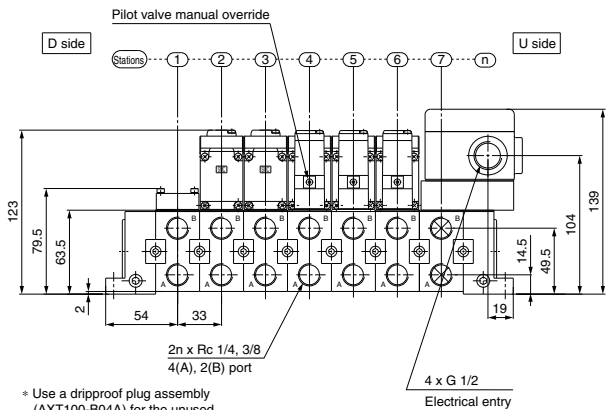 Pilot valve manual override
D side
U side
Stations 1 2 3 4 5 6 7 n
123
79.5
63.5
2
139
104
49.5
14.5
B B B B B B B
A A A A A A A
54
33
19
2n x Rc 1/4, 3/8
4(A), 2(B) port
4 x G 1/2
Electrical entry
* Use a dripproof plug assembly
(AXT100-B04A) for the unused